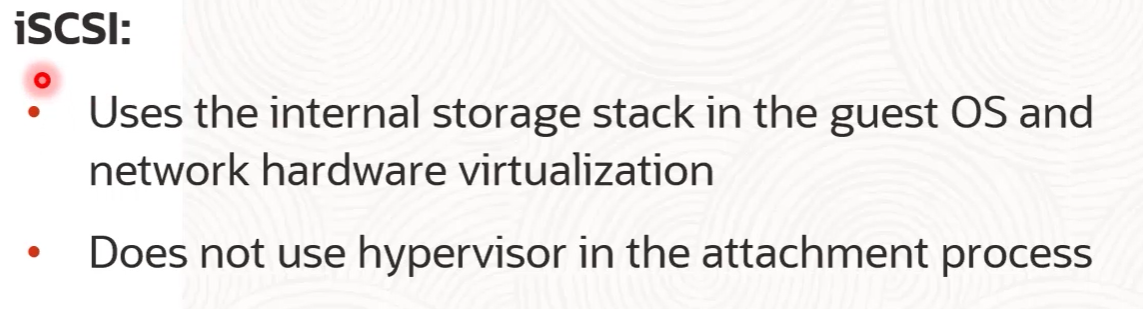 iSCSI:
• Uses the internal storage stack in the guest OS and
network hardware virtualization
• Does not use hypervisor in the attachment process